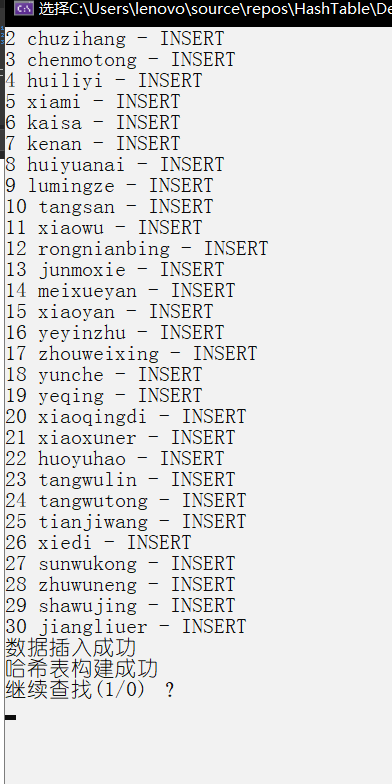 选择C:\Users\lenovo\source\repos\HashTable\De
2 chuzihang - INSERT
3 chenmotong - INSERT
4 huiliyi - INSERT
5 xiami - INSERT
6 kaisa - INSERT
7 kenan - INSERT
8 huiyuanai - INSERT
9 lumingze - INSERT
10 tangsan - INSERT
11 xiaowu - INSERT
12 rongnianbing - INSERT
13 junmoxie - INSERT
14 meixueyan - INSERT
15 xiaoyan - INSERT
16 yeyinzhu - INSERT
17 zhouweixing - INSERT
18 yunche - INSERT
19 yeqing - INSERT
20 xiaoqingdi - INSERT
21 xiaoxuner - INSERT
22 huoyuhao - INSERT
23 tangwulin - INSERT
24 tangwutong - INSERT
25 tianjiwang - INSERT
26 xiedi - INSERT
27 sunwukong - INSERT
28 zhuwuneng - INSERT
29 shawujing - INSERT
30 jiangliuer - INSERT
数据插入成功
哈希表构建成功
继续查找(1/0) ?